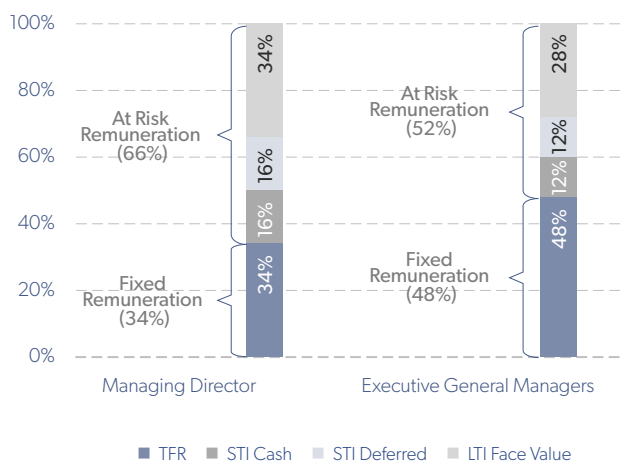 100%
80%
60%
40%
20%
0%
At Risk
Remuneration
(66%)
Fixed
Remuneration
(34%)
34%
16%
16%
34%
At Risk
Remuneration
(52%)
Fixed
Remuneration
(48%)
28%
12%
12%
48%
Managing Director
Executive General Managers
TFR STI Cash STI Deferred LTI Face Value